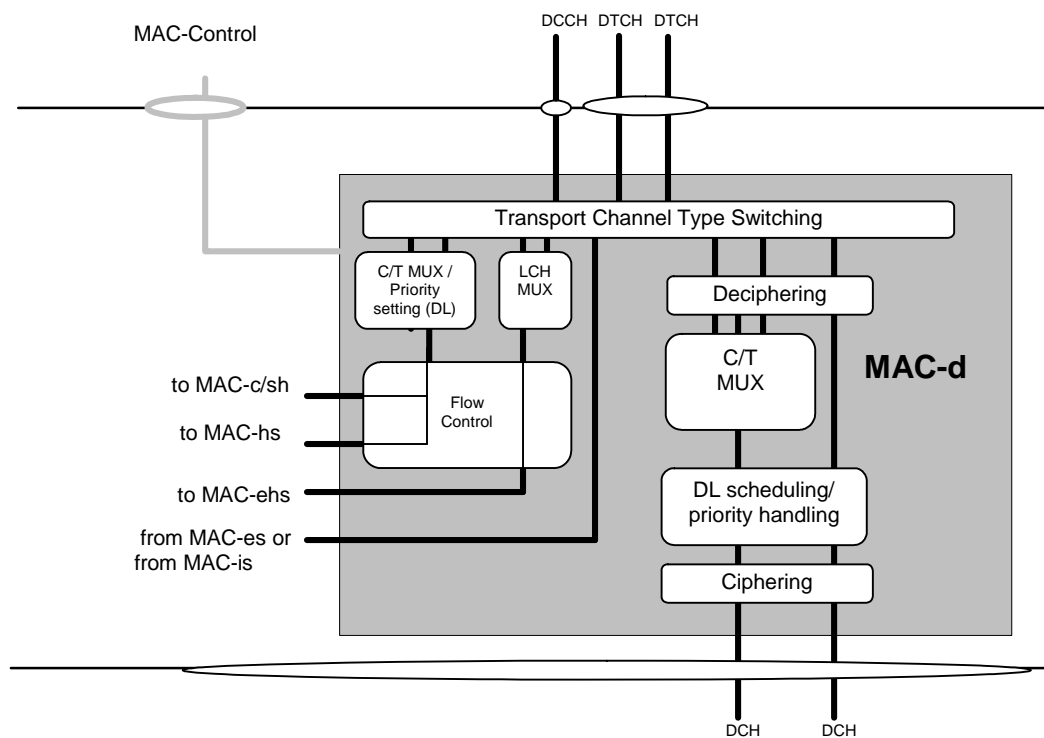 DCCH DTCH DTCH
MAC-Control
Transport Channel Type Switching
C/T MUX /
Priority
setting (DL)
LCH
MUX
Deciphering
C/T
MUX
MAC-d
to MAC-c/sh
Flow
Control
to MAC-hs
to MAC-ehs
DL scheduling/
priority handling
from MAC-es or
from MAC-is
Ciphering
DCH DCH